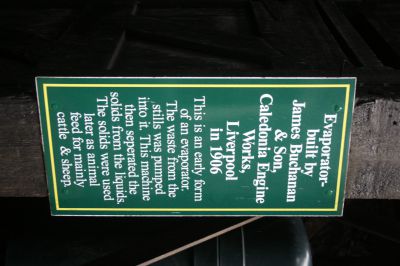 Evaporator-
built by
James Buchanan
& Son,
Caledonia Engine
Works,
Liverpool
in 1906
This is an early form
of an evaporator.
The waste from the
stills was pumped
into it. This machine
then seperated the
solids from the liquids.
The solids were used
later as animal
feed for mainly
cattle & sheep.